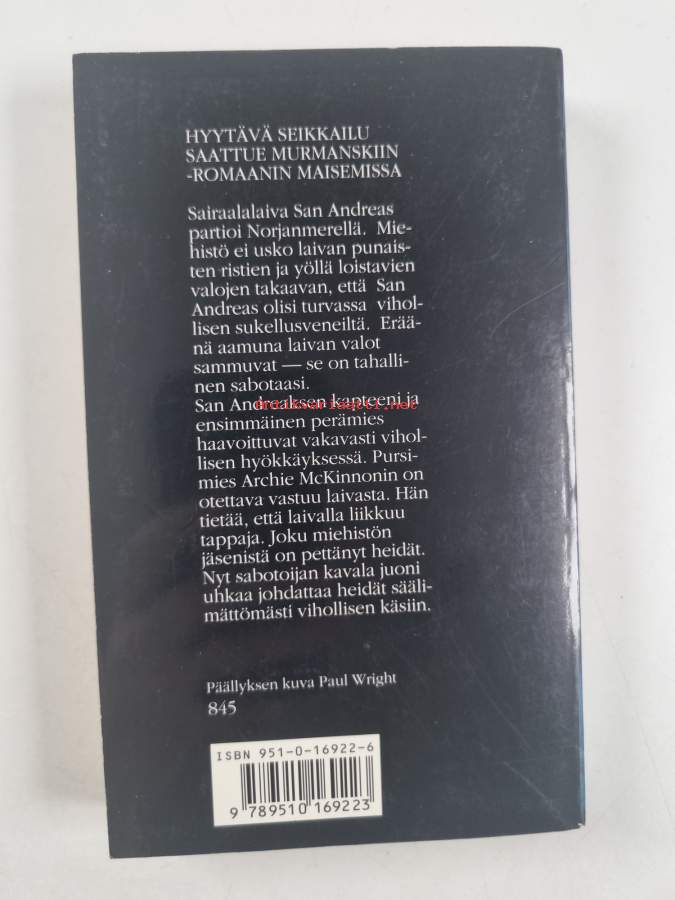 HYYTÄVÄ SEIKKAILU
SAATTUE MURMANSKIIN
-ROMAANIN MAISEMISSA
Sairaalalaiva San Andreas
partioi Norjanmerellä. Mie-
histö ei usko laivan punais-
ten ristien ja yöllä loistavien
valojen takaavan, että San
Andreas olisi turvassa vihol-
lisen sukellusveneiltä. Erää-
nä aamuna laivan valot
sammuvat — se on tahalli-
nen sabotaasi.
San Andreaksen kapteeni ja
ensimmäinen perämies
haavoittuvat vakavasti vihol-
lisen hyökkäyksessä. Pursi-
mies Archie McKinnonin on
otettava vastuu laivasta. Hän
tietää, että laivalla liikkuu
tappaja. Joku miehistön
jäsenistä on pettänyt heidät.
Nyt sabotoijan kavala juoni
uhkaa johdattaa heidät sääli-
mättömästi vihollisen käsiin.
Päällyksen kuva Paul Wright
845
ISBN 951-0-16922-6
9 789510 169223